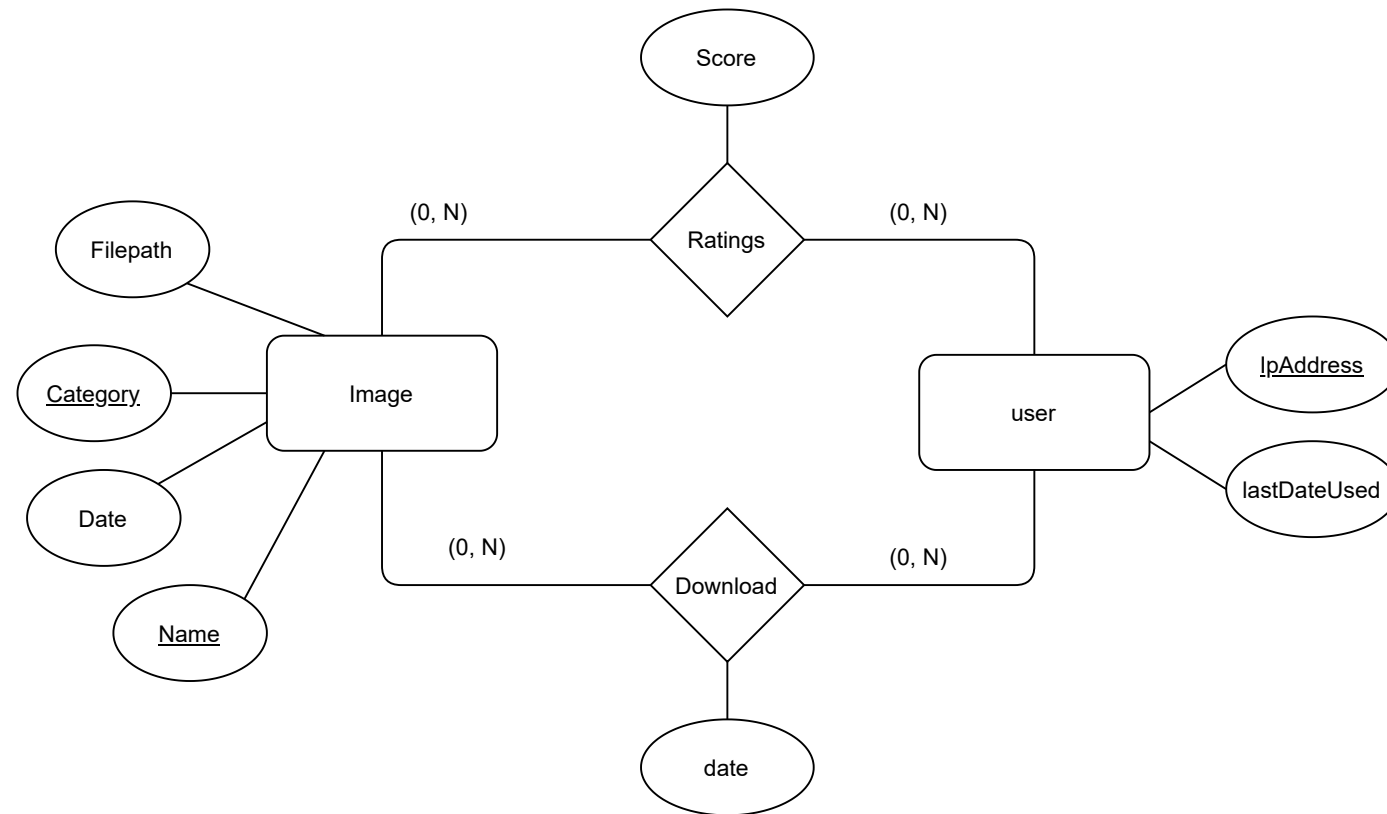 Score
(0, N)
(0, N)
Ratings
Filepath
IpAddress
Category
Image
user
lastDateUsed
Date
(0, N)
(0, N)
Download
Name
date